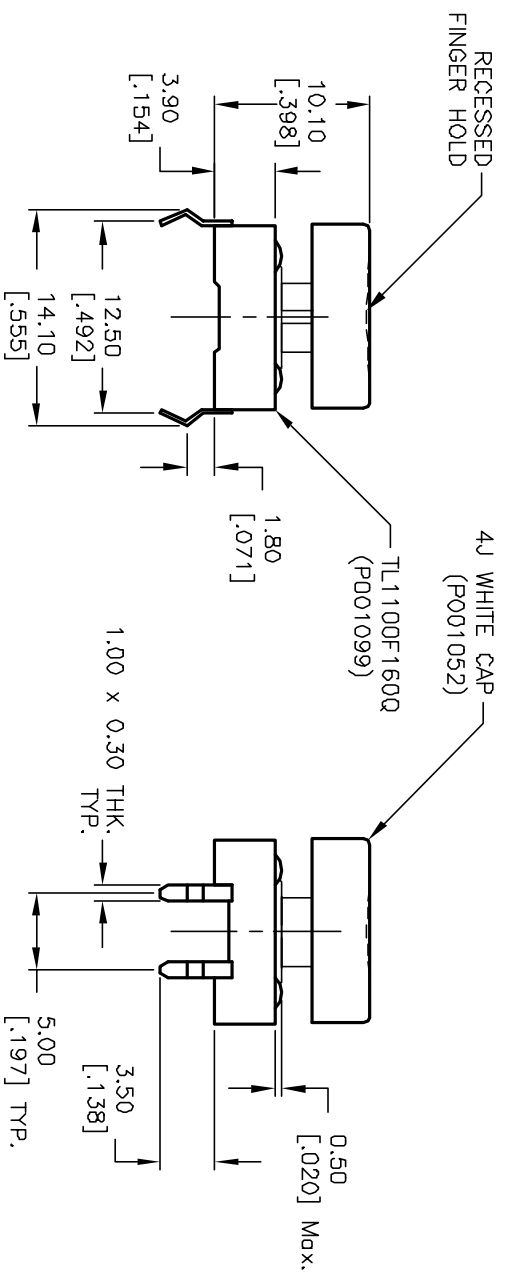 RECESSED
FINGER HOLD
10.10
[.398]
3.90
[.154]
12.50
[.492]
14.10
[.555]
1.80
[.071]
TL1100F160Q
(P001099)
4J WHITE CAP
(P001052)
1.00 x 0.30 THK.
TYP.
0.50
[.020] Max.
3.50
[.138]
5.00
[.197] TYP.